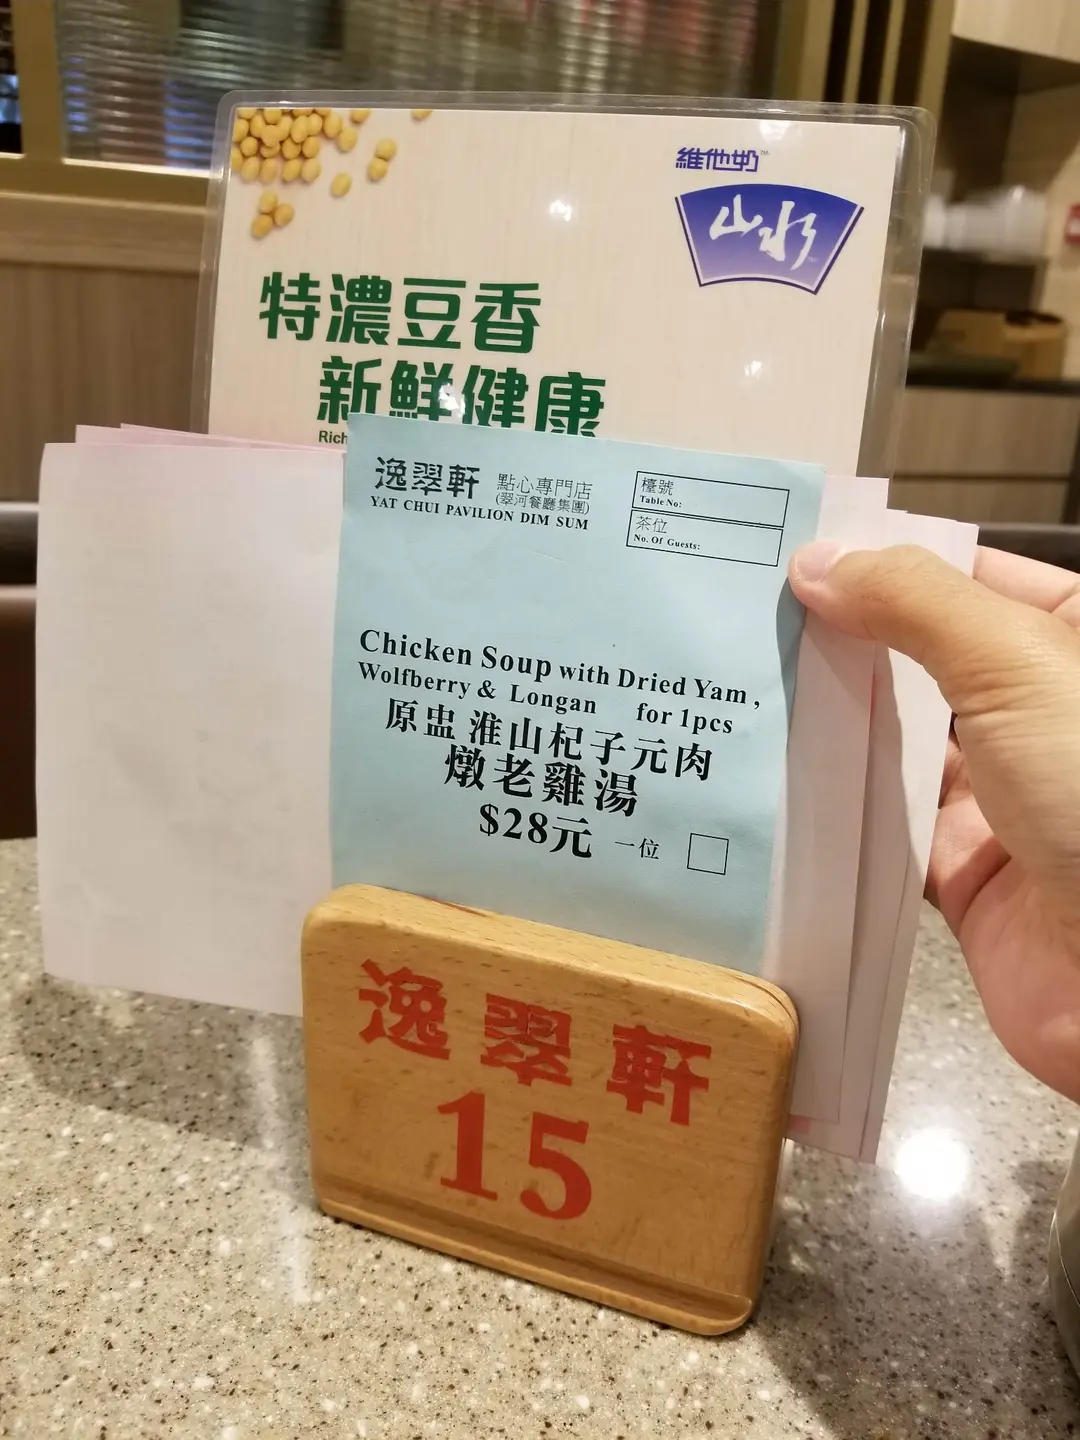 維他奶™
山水
特濃豆香
新鮮健康
Rich
逸翠軒 點心專門店
(翠河餐廳集團)
YAT CHUI PAVILION DIM SUM
檯號
Table No:
茶位
No. Of Guests:
Chicken Soup with Dried Yam ,
Wolfberry & Longan for 1pcs
原盅 淮山杞子元肉
燉老雞湯
$28元 一位
逸翠軒
15